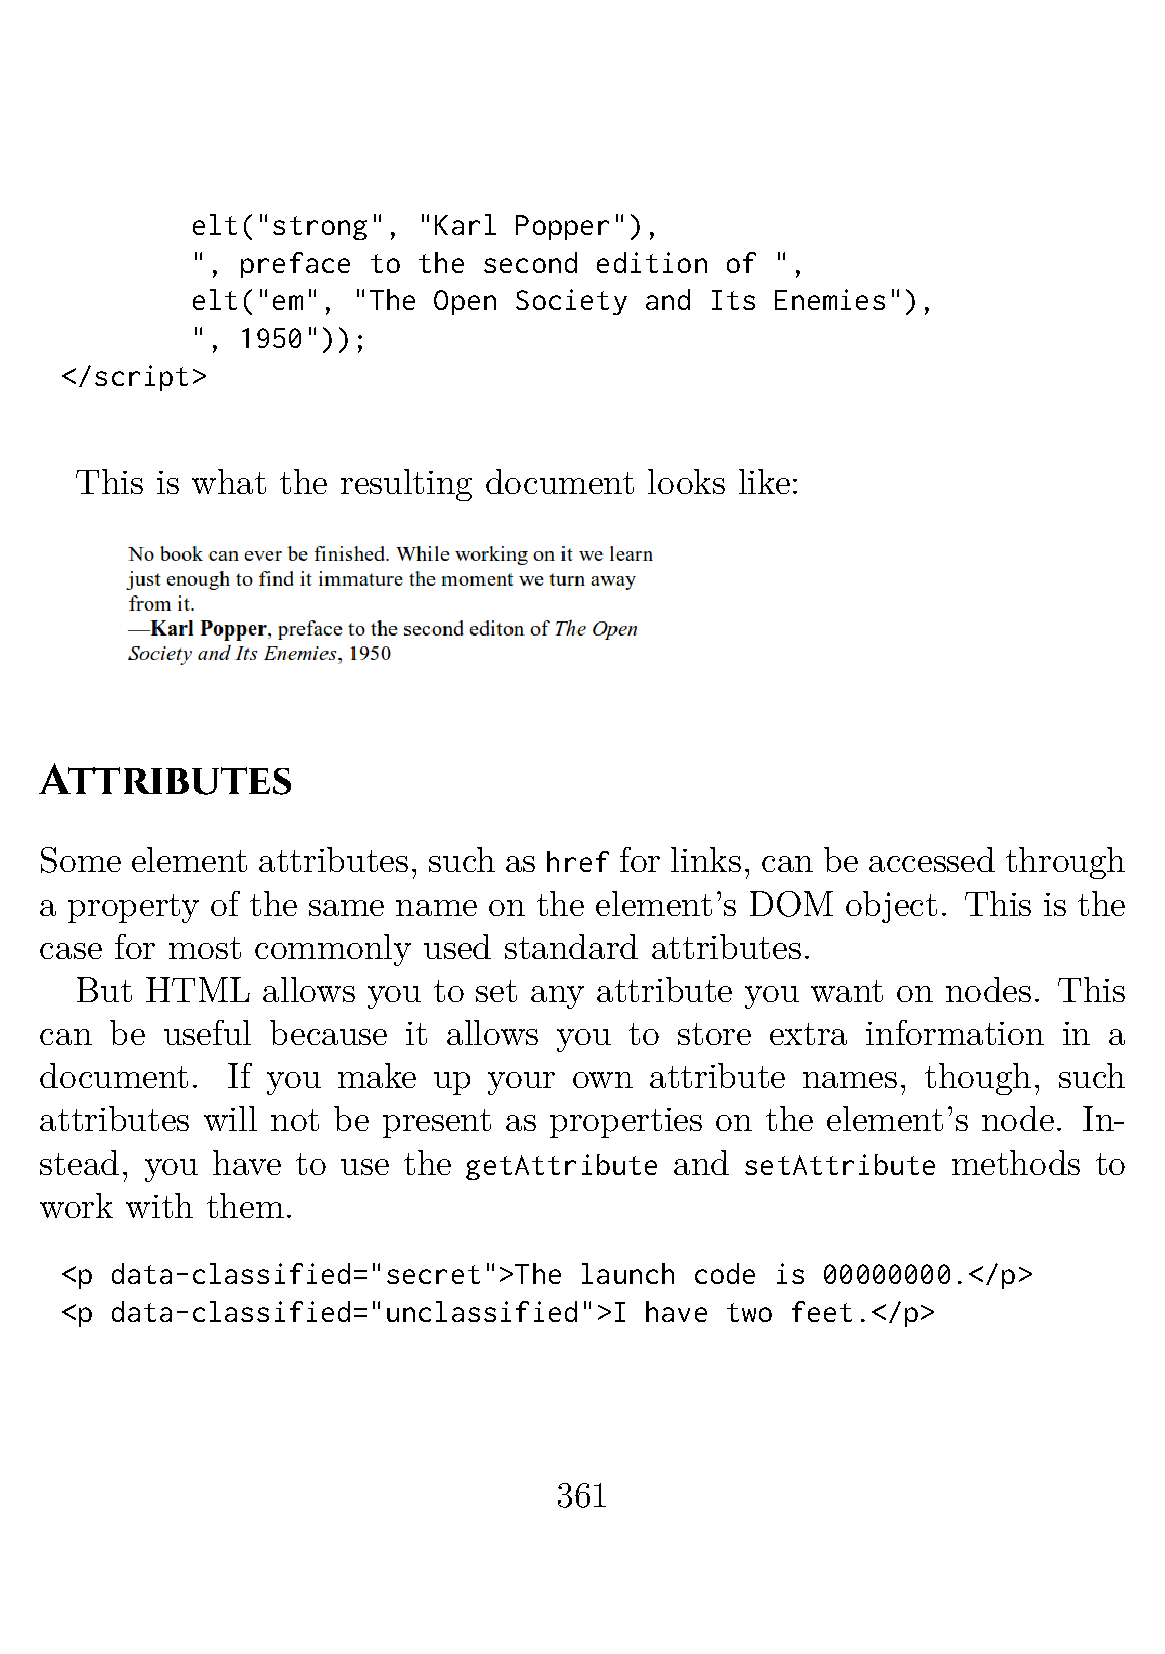 elt("strong", "Karl Popper"),
", preface to the second edition of ",
elt("em", "The Open Society and Its Enemies"),
", 1950"));
</script>
This is what the resulting document looks like:
No book can ever be finished. While working on it we learn
just enough to find it immature the moment we turn away
from it.
—Karl Popper, preface to the second editon of The Open
Society and Its Enemies, 1950
Attributes
Some element attributes, such as href for links, can be accessed through
a property of the same name on the element’s DOM object. This is the
case for most commonly used standard attributes.
But HTML allows you to set any attribute you want on nodes. This
can be useful because it allows you to store extra information in a
document. If you make up your own attribute names, though, such
attributes will not be present as properties on the element’s node. In-
stead, you have to use the getAttribute and setAttribute methods to
work with them.
<p data-classified="secret">The launch code is 00000000.</p>
<p data-classified="unclassified">I have two feet.</p>
361